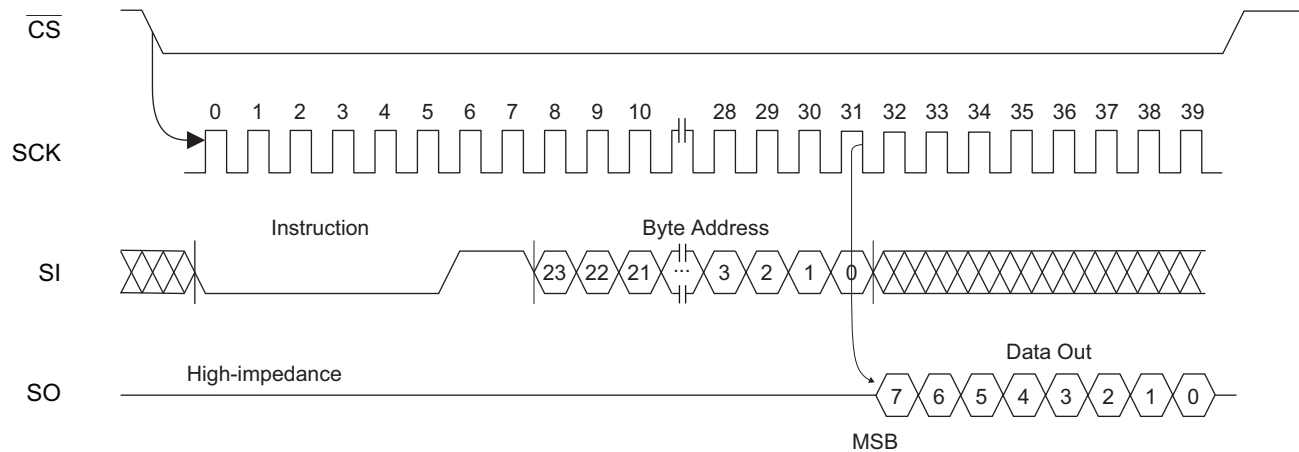 CS
0 1 2 3 4 5 6 7 8 9 10 28 29 30 31 32 33 34 35 36 37 38 39
SCK
Instruction Byte Address
SI 23 22 21 ... 3 2 1 0
High-impedance Data Out
SO 7 6 5 4 3 2 1 0
MSB